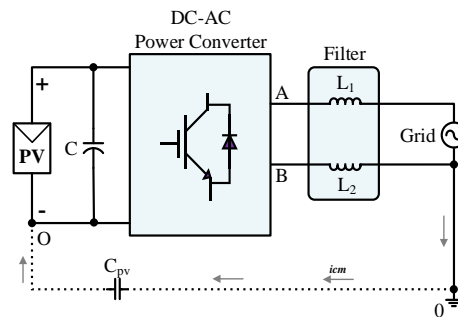 DC-AC
Power Converter
Filter
+
A
L1
PV
C
Grid
B
L2
-
O
Cpv
icm
0